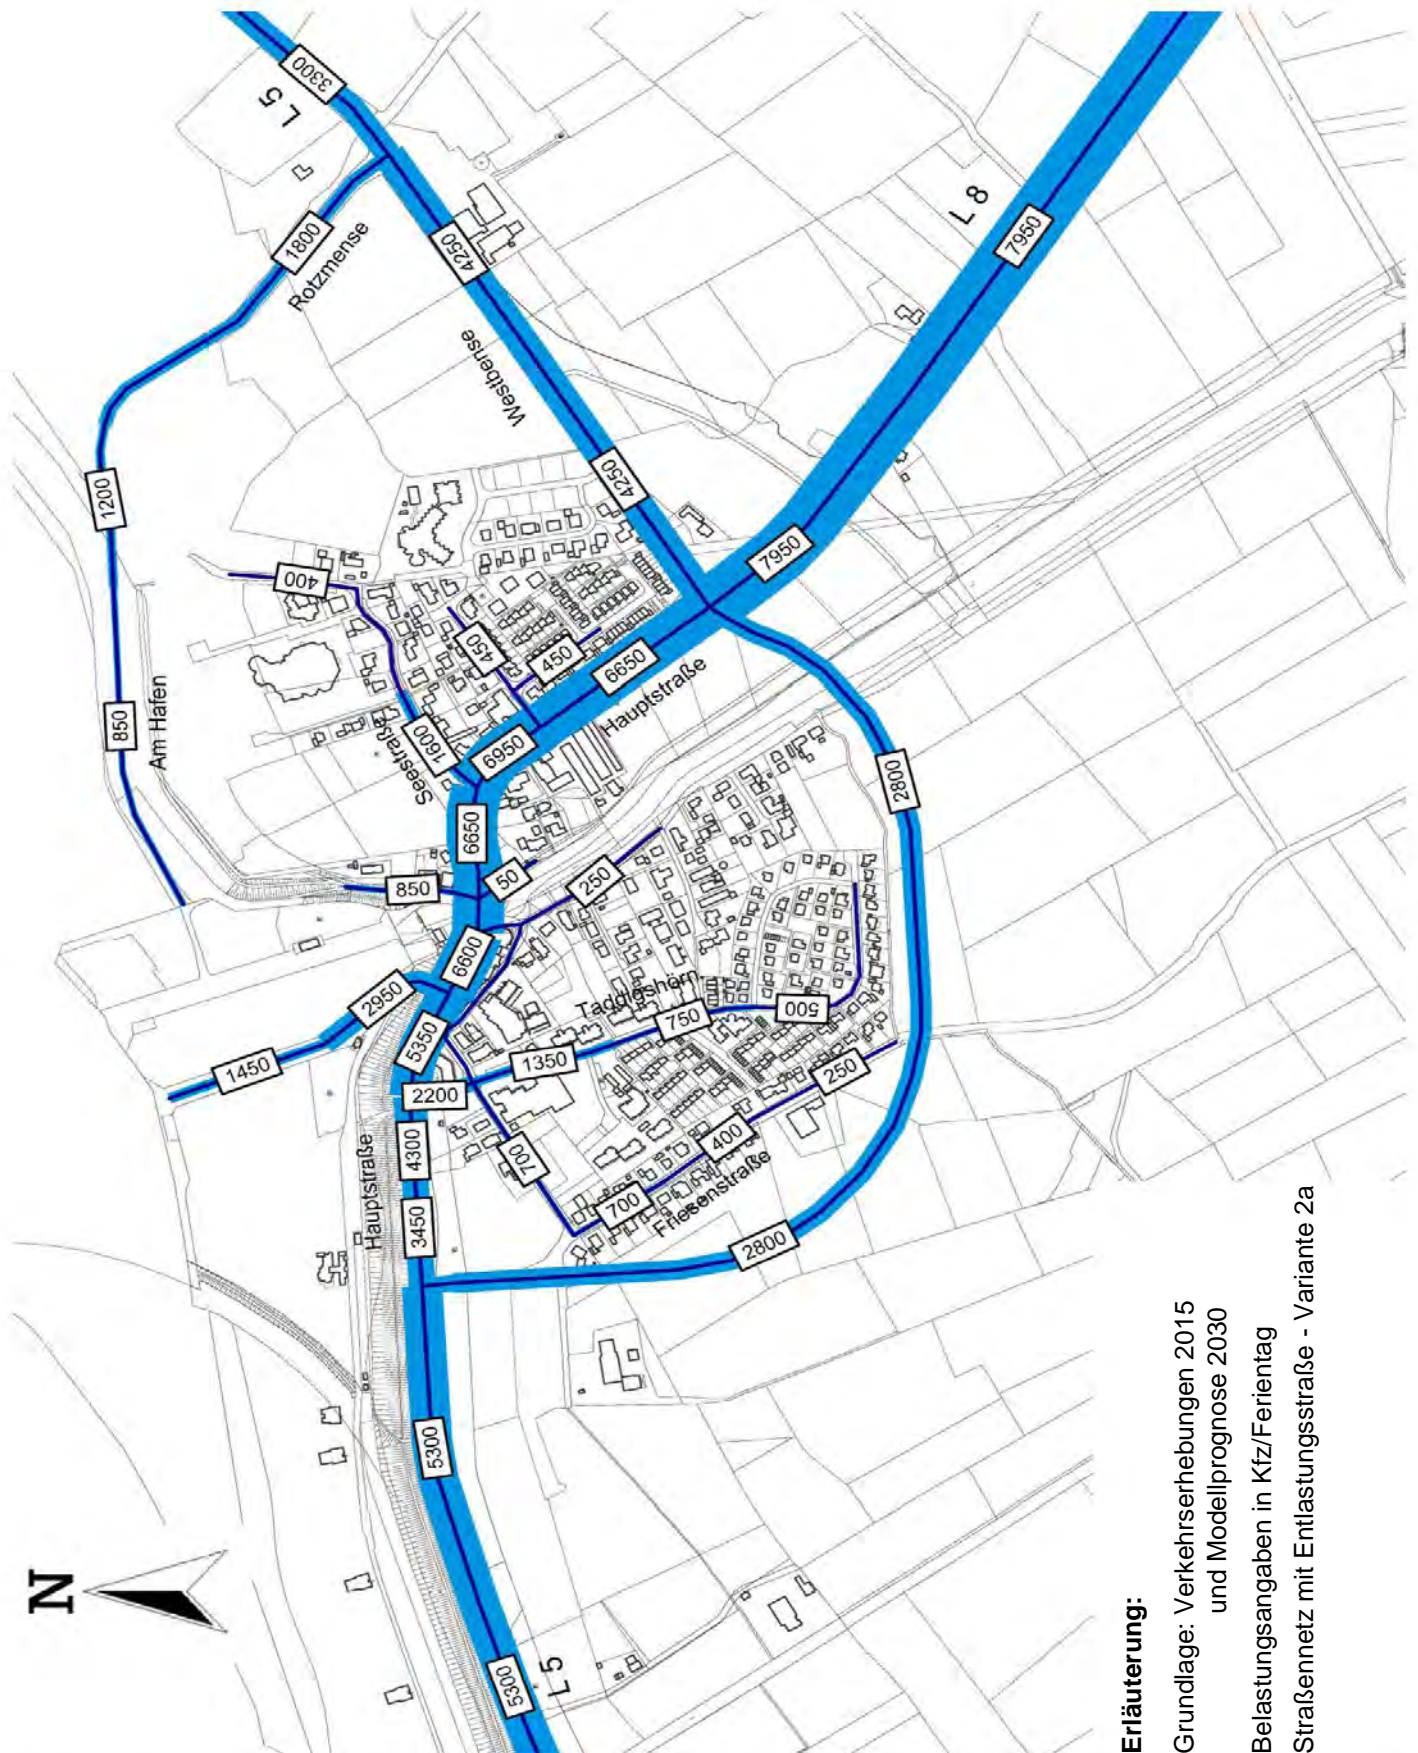 3300
L 5
1800
Rotzmense
4250
L 8
7950
Westbense
1200
4250
7950
400
450
450
6650
Hauptstraße
850
Am Hafen
1600
Seestraße
6950
2800
6650
850
50
250
6600
2950
Taddigshörn
750
500
5350
1450
1350
250
2200
400
4300
700
Friesenstraße
700
Hauptstraße
3450
2800
5300
5300
L 5
N
Erläuterung:
Grundlage: Verkehrserhebungen 2015
und Modellprognose 2030
Belastungsangaben in Kfz/Ferientag
Straßennetz mit Entlastungsstraße - Variante 2a